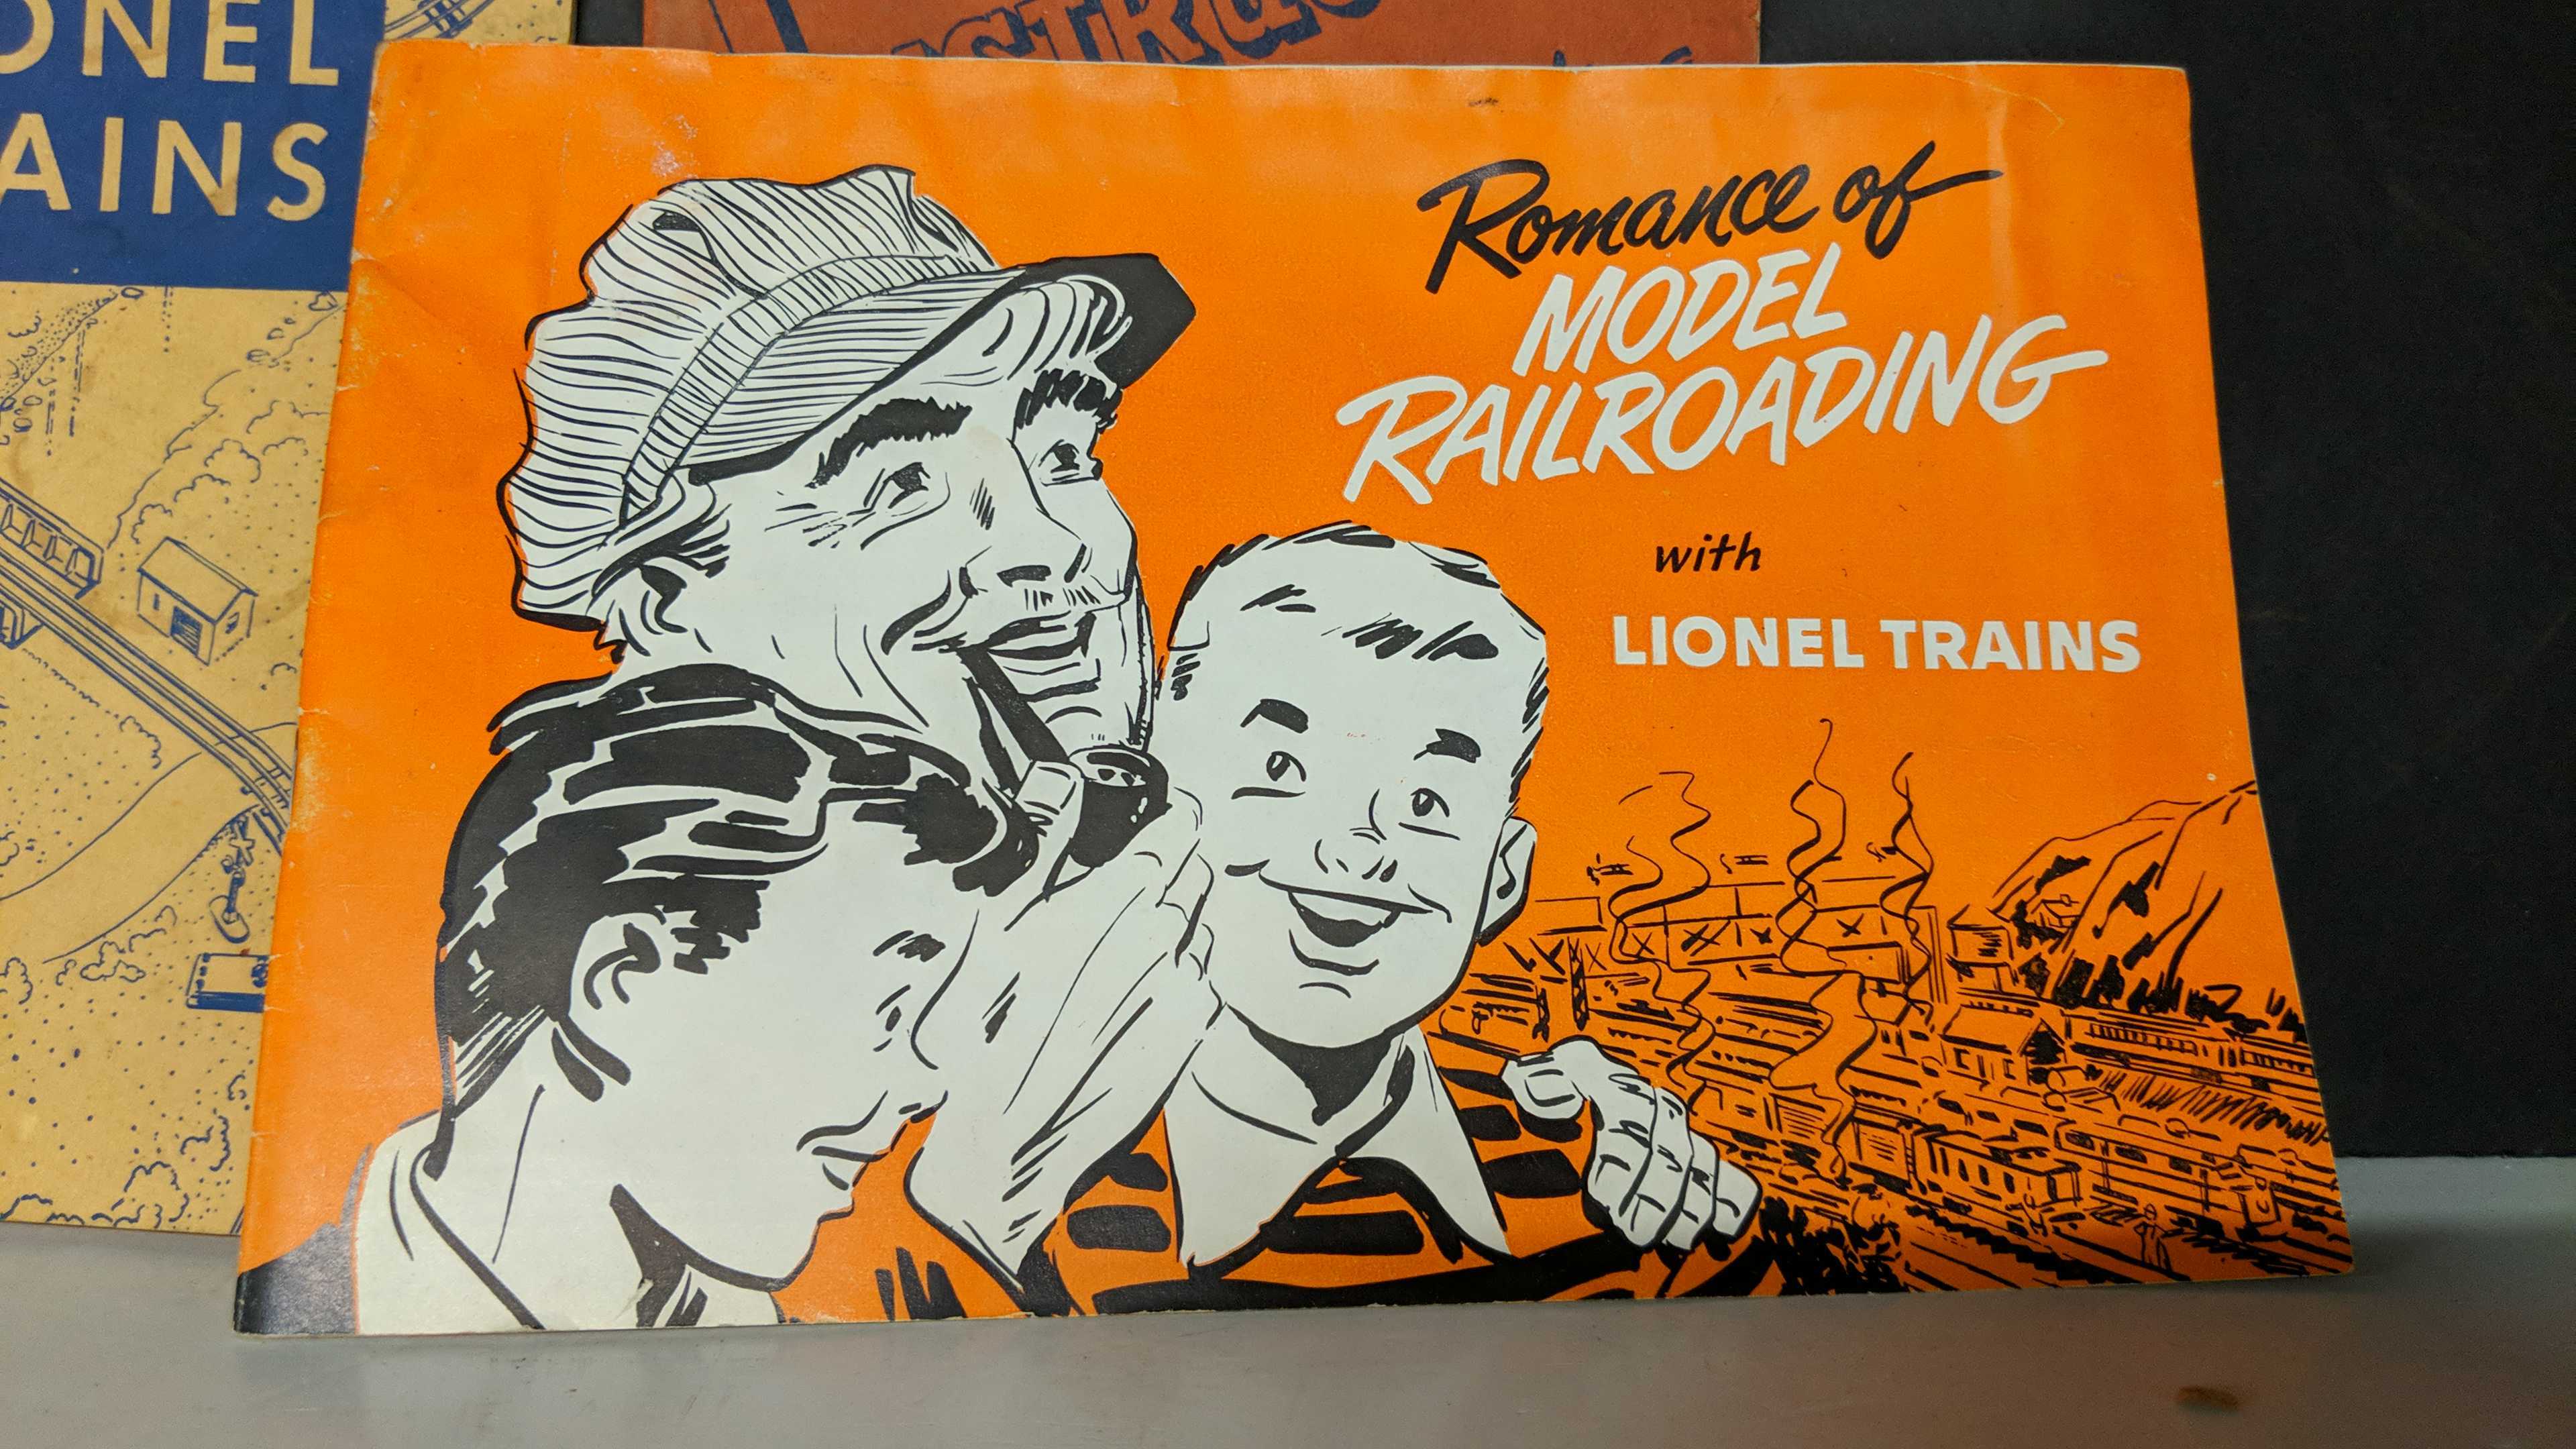 Romance of
MODEL
RAILROADING
with
LIONEL TRAINS